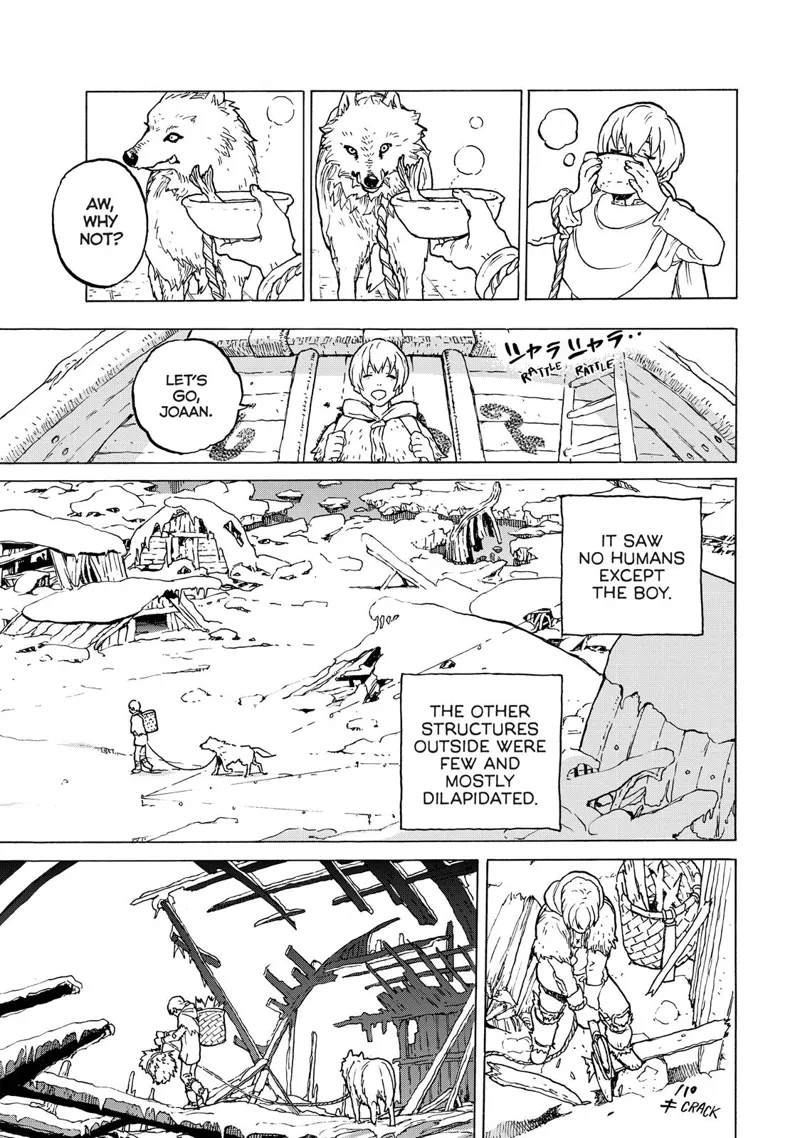 AW,
WHY
NOT?
LET'S
GO,
JOAAN.
ジャラジャラ・・
RATTLE RATTLE
IT SAW
NO HUMANS
EXCEPT
THE BOY.
THE OTHER
STRUCTURES
OUTSIDE WERE
FEW AND
MOSTLY
DILAPIDATED.
CRACK